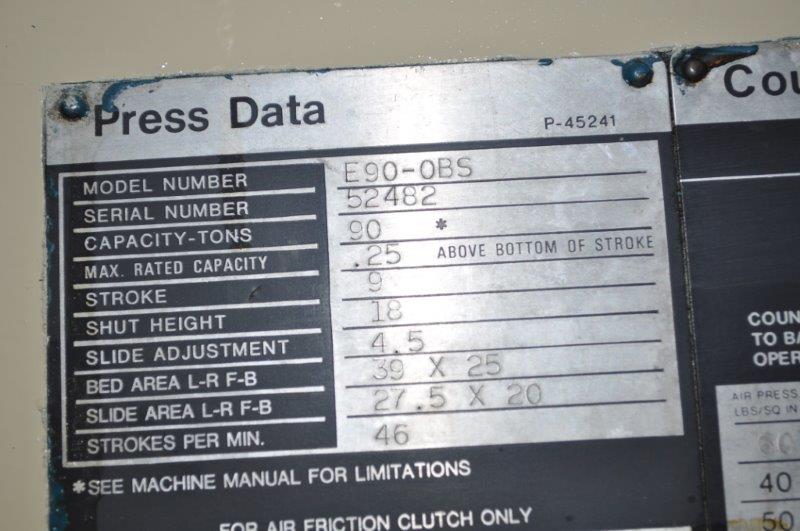 Press Data P-45241
MODEL NUMBER E90-OBS
SERIAL NUMBER 52482
CAPACITY-TONS 90 *
MAX. RATED CAPACITY .25 ABOVE BOTTOM OF STROKE
STROKE 9
SHUT HEIGHT 18
SLIDE ADJUSTMENT 4.5
BED AREA L-R F-B 39 X 25
SLIDE AREA L-R F-B 27.5 X 20
STROKES PER MIN. 46
*SEE MACHINE MANUAL FOR LIMITATIONS
FOR AIR FRICTION CLUTCH ONLY
Cou
COUN
TO BA
OPER
AIR PRESS
LBS/SQ IN
40
50